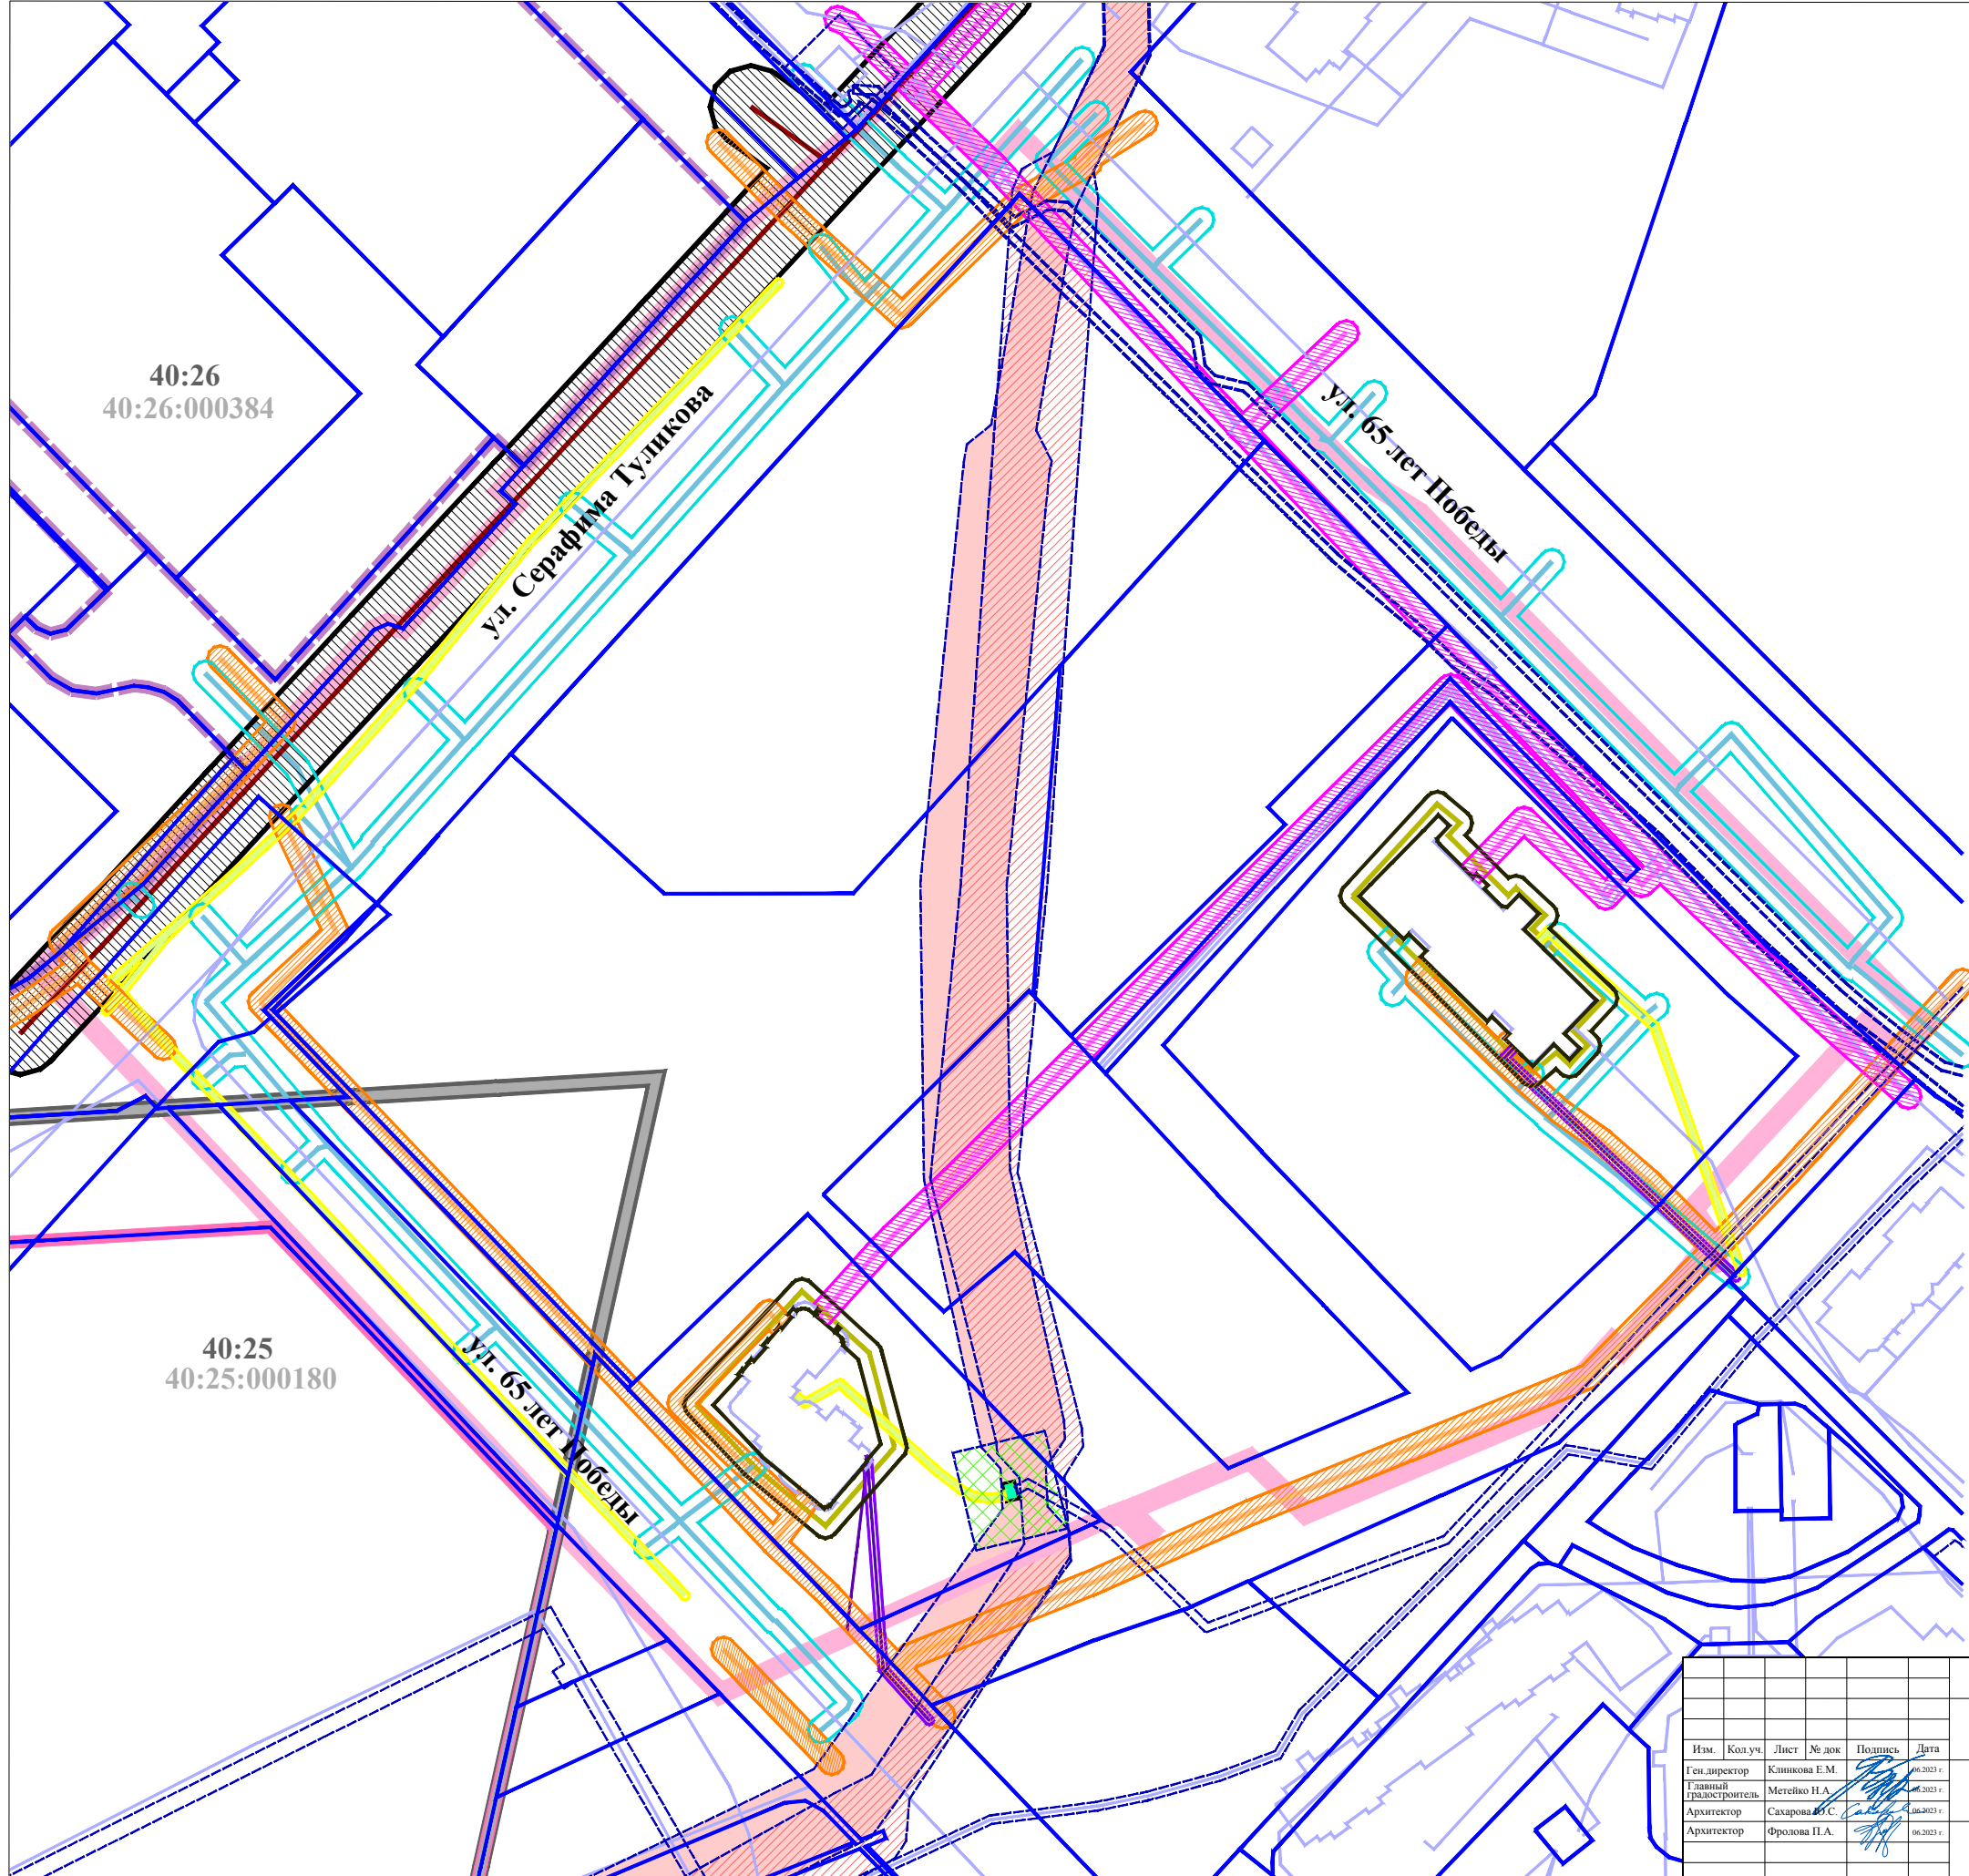 40:26
40:26:000384
ул. Серафима Туликова
ул. 65 лет Победы
40:25
40:25:000180
ул. 65 лет Победы
Изм. Кол.уч. Лист № док Подпись Дата
Ген.директор Клинкова Е.М. 06.2023 г.
Главный градостроитель Метейко Н.А. 06.2023 г.
Архитектор Сахарова Ю.С. 06.2023 г.
Архитектор Фролова П.А. 06.2023 г.